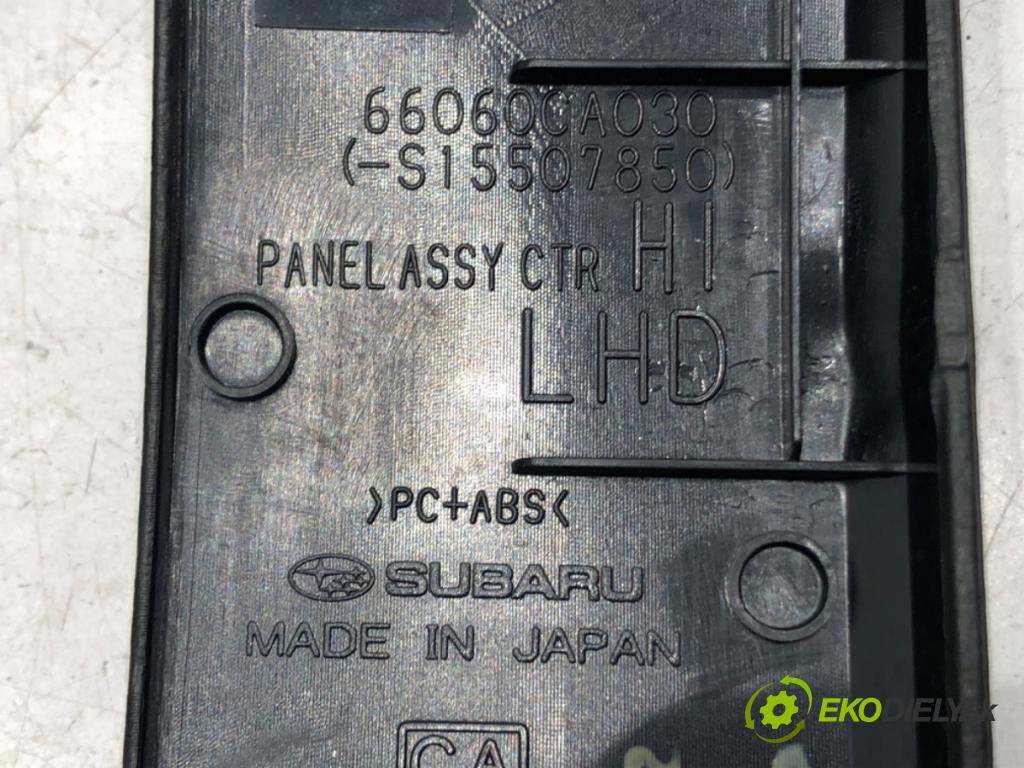 66060CA030
(-S15507850)
PANEL ASSY CTR HI
LHD
>PC+ABS<
SUBARU
MADE IN JAPAN
CA
EKODIELY.sk